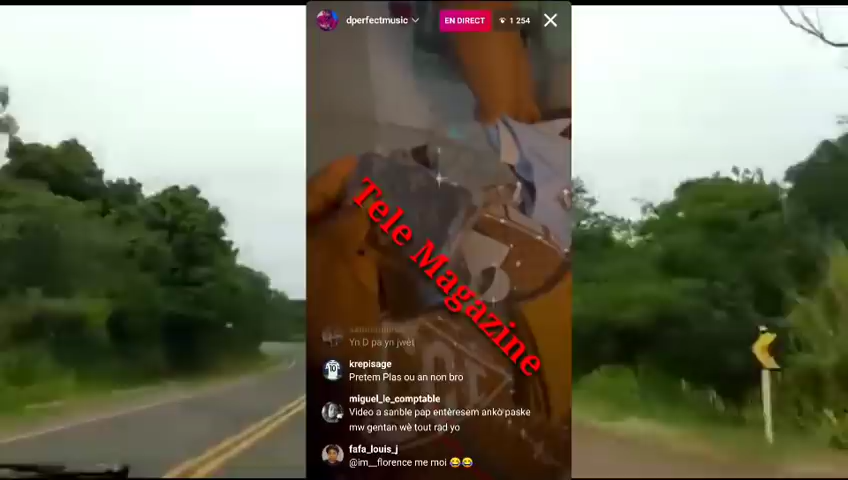 dperfectmusic
EN DIRECT
1 254
Tele Magazine
Yn D pa yn jwèt
krepisage
Pretem Plas ou an non bro
miguel_le_comptable
Video a sanble pap entèresem ankò paske
mw gentan wè tout rad yo
fafa_louis_j
@im__florence me moi 😂😂